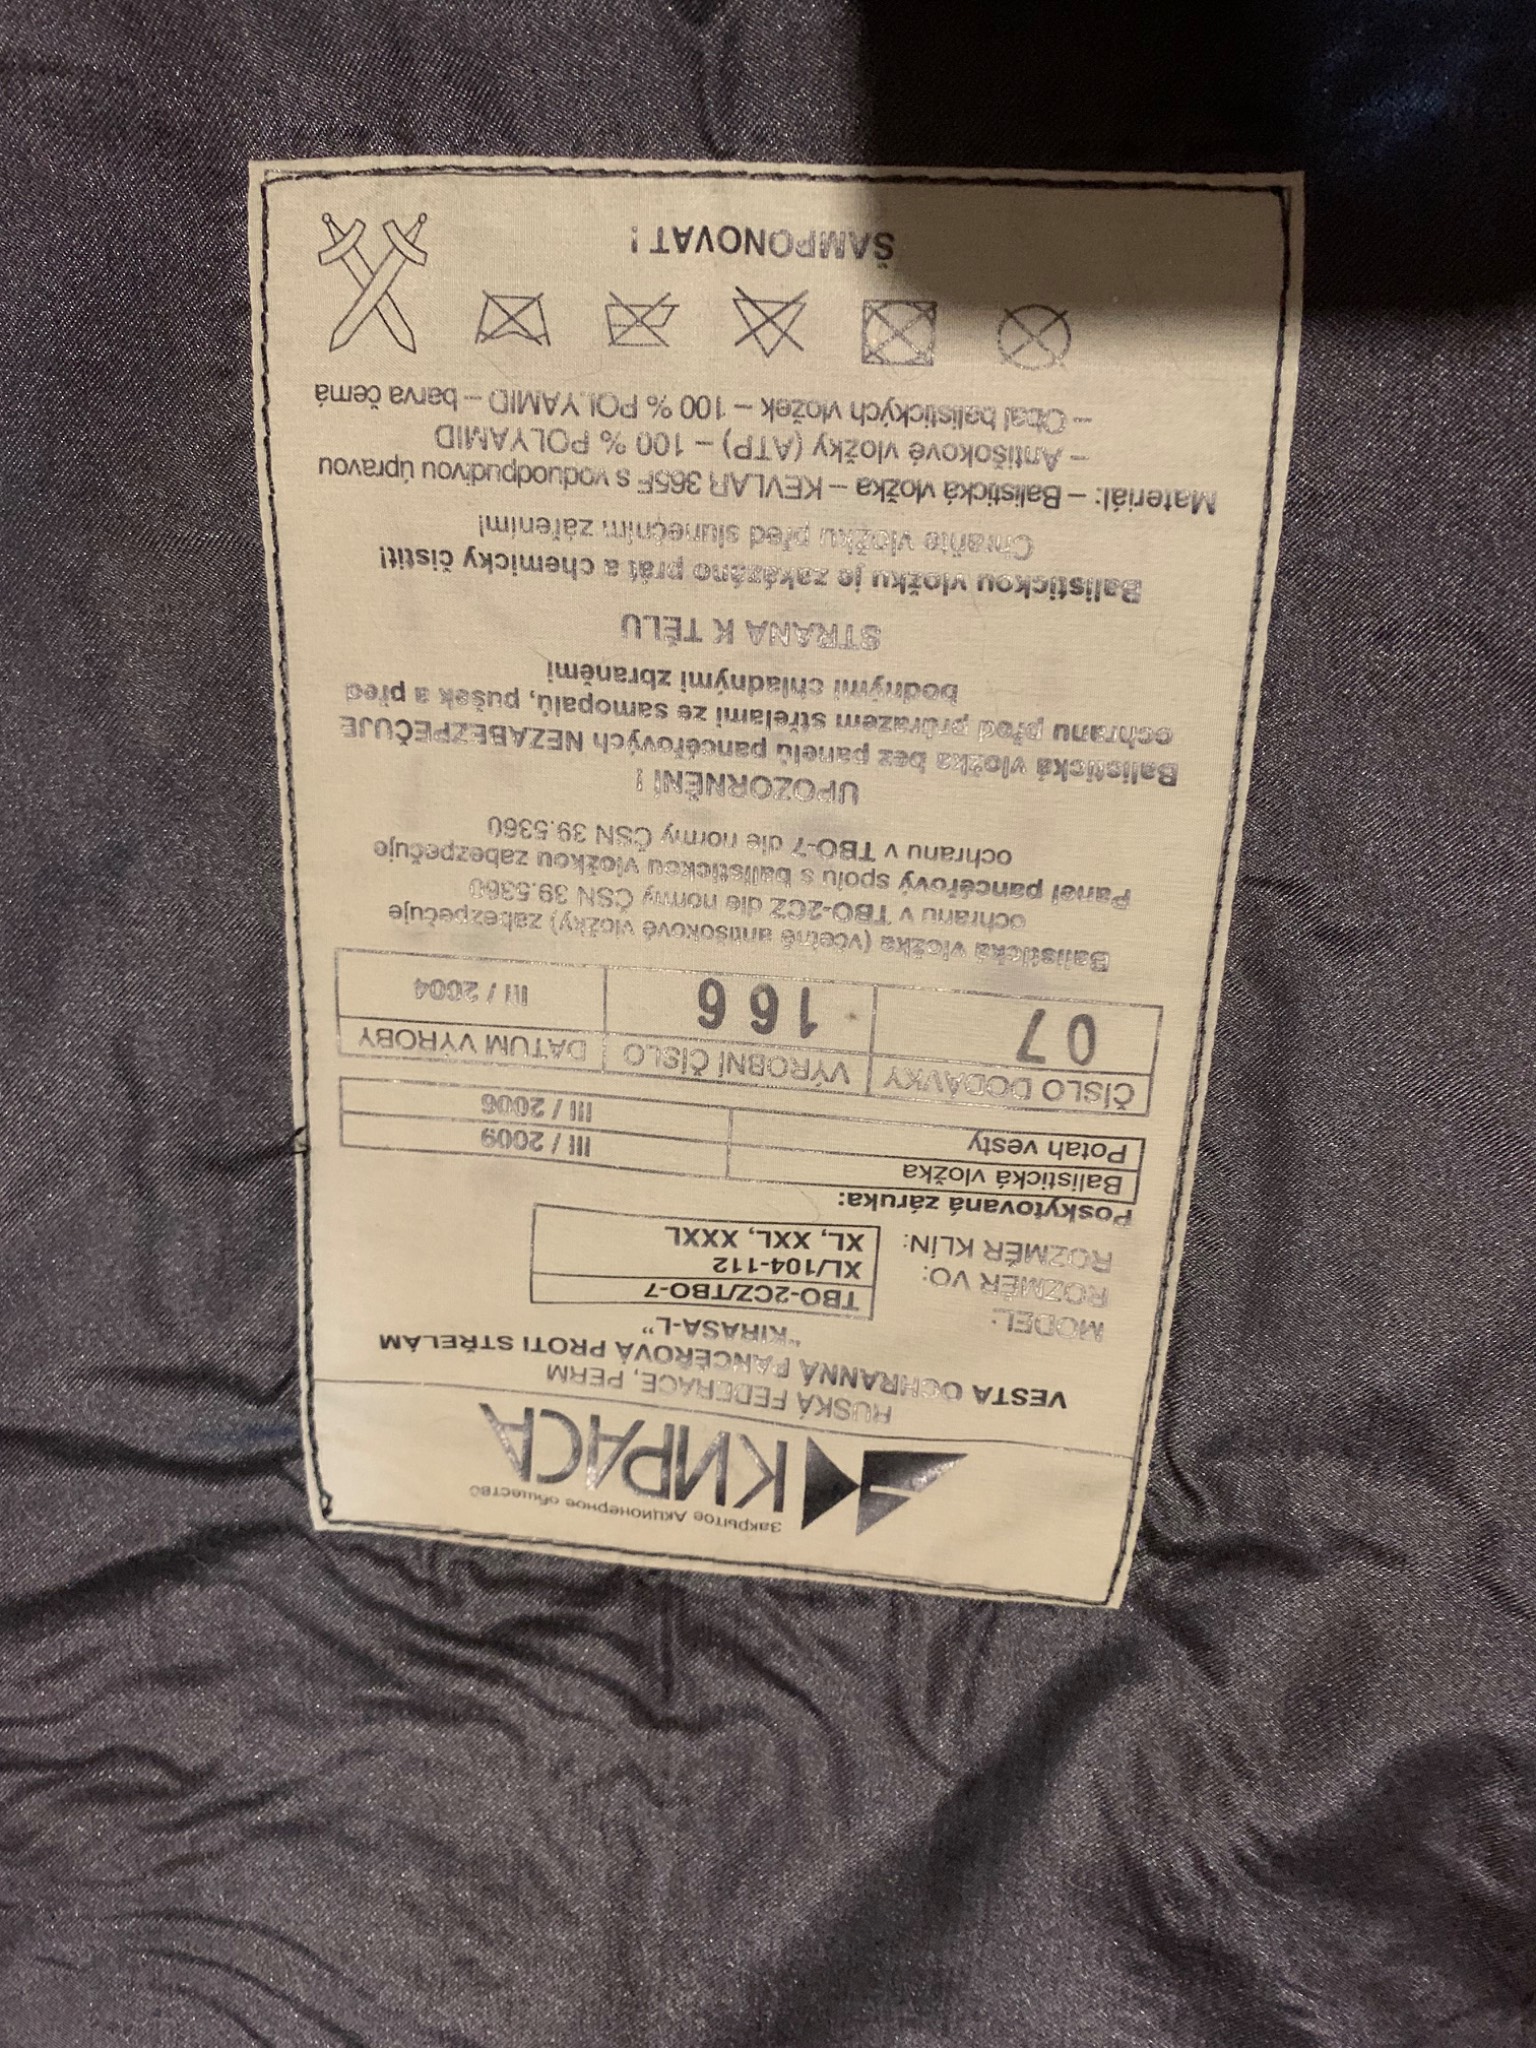 Закрытое Акционерное общество
КИРАСА
RUSKÁ FEDERACE, PERM
VESTA OCHRANNÁ PANCÉŘOVÁ PROTI STŘELÁM
"KIRASA-L"
MODEL: TBO-2CZ/TBO-7
ROZMĚR VO: XL/104-112
ROZMĚR KLÍN: XL, XXL, XXXL
Poskytovaná záruka:
Balistická vložka III / 2009
Potah vesty III / 2006
ČÍSLO DODÁVKY VÝROBNÍ ČÍSLO DATUM VÝROBY
07 166 III / 2004
Balistická vložka (včetně antišokové vložky) zabezpečuje
ochranu v TBO-2CZ dle normy ČSN 39.5360
Panel pancéřový spolu s balistickou vložkou zabezpečuje
ochranu v TBO-7 dle normy ČSN 39.5360
UPOZORNĚNÍ !
Balistická vložka bez panelů pancéřových NEZABEZPEČUJE
ochranu před průrazem střelami ze samopalů, pušek a před
bodnými chladnými zbraněmi
STRANA K TĚLU
Balistickou vložku je zakázáno prát a chemicky čistit!
Chraňte vložku před slunečním zářením!
Materiál: – Balistická vložka – KEVLAR 365F s voduodpudivou úpravou
– Antišokové vložky (ATP) – 100 % POLYAMID
– Obal balistických vložek – 100 % POLYAMID – barva černá
ŠAMPONOVAT !